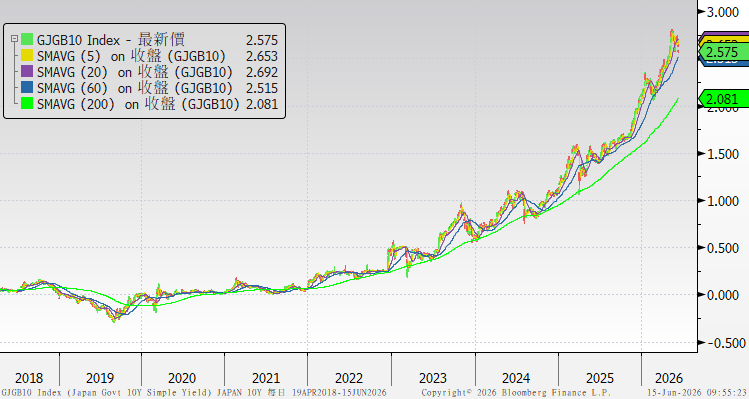 GJGB10 Index - 最新價 2.575
SMAVG (5) on 收盤 (GJGB10) 2.653
SMAVG (20) on 收盤 (GJGB10) 2.692
SMAVG (60) on 收盤 (GJGB10) 2.515
SMAVG (200) on 收盤 (GJGB10) 2.081
3.000
2.575
2.081
1.500
1.000
0.500
0.000
-0.500
2018 2019 2020 2021 2022 2023 2024 2025 2026
GJGB10 Index (Japan Govt 10Y Simple Yield) JAPAN 10Y 每日 19APR2018-15JUN2026 Copyright© 2026 Bloomberg Finance L.P. 15-Jun-2026 09:55:23